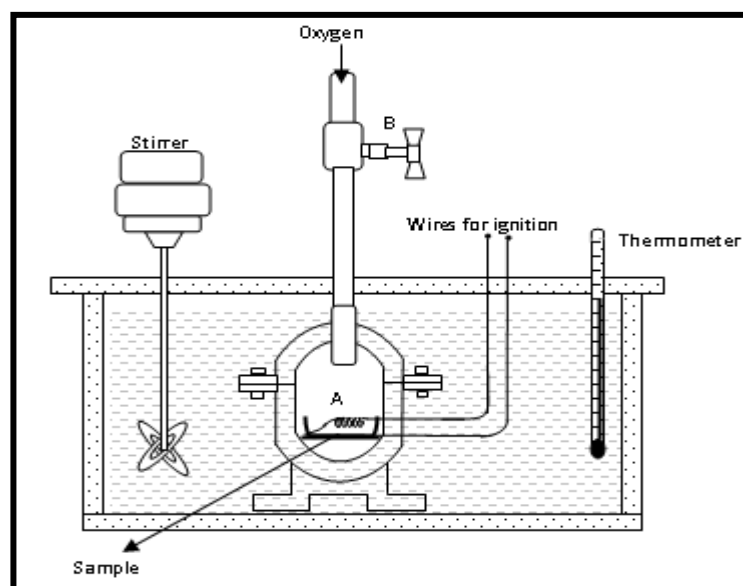 Oxygen
B
Stirrer
Wires for ignition
Thermometer
A
Sample